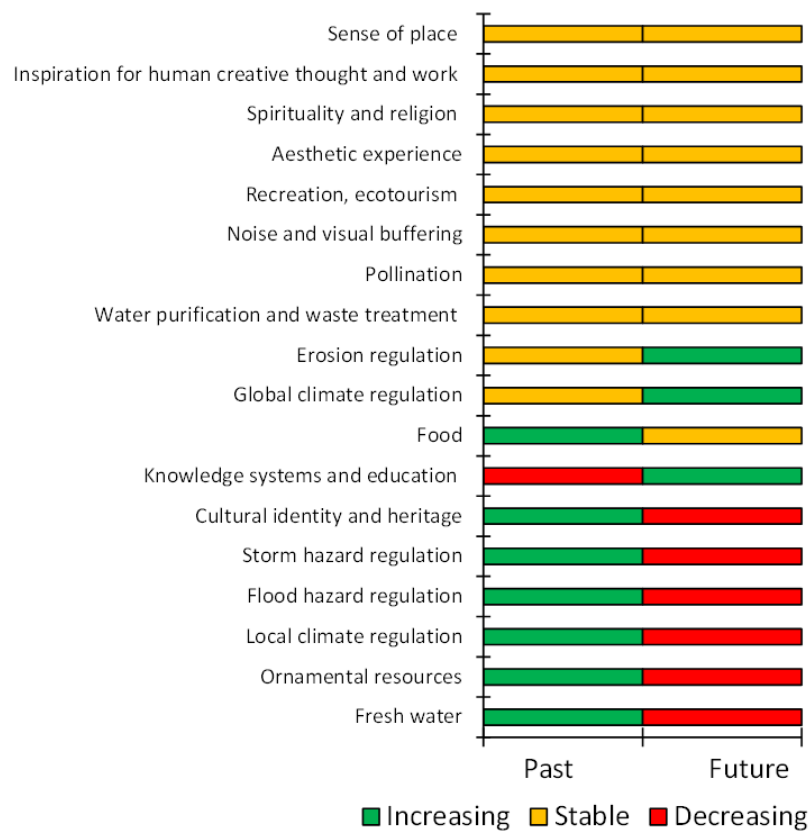 Sense of place
Inspiration for human creative thought and work
Spirituality and religion
Aesthetic experience
Recreation, ecotourism
Noise and visual buffering
Pollination
Water purification and waste treatment
Erosion regulation
Global climate regulation
Food
Knowledge systems and education
Cultural identity and heritage
Storm hazard regulation
Flood hazard regulation
Local climate regulation
Ornamental resources
Fresh water
Past Future
Increasing Stable Decreasing